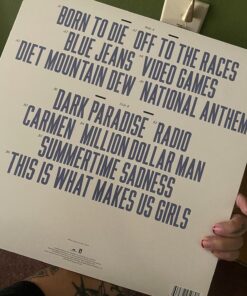 BORN TO DIE OFF TO THE RACES
BLUE JEANS VIDEO GAMES
DIET MOUNTAIN DEW NATIONAL ANTHEM
DARK PARADISE RADIO
CARMEN MILLION DOLLAR MAN
SUMMERTIME SADNESS
THIS IS WHAT MAKES US GIRLS